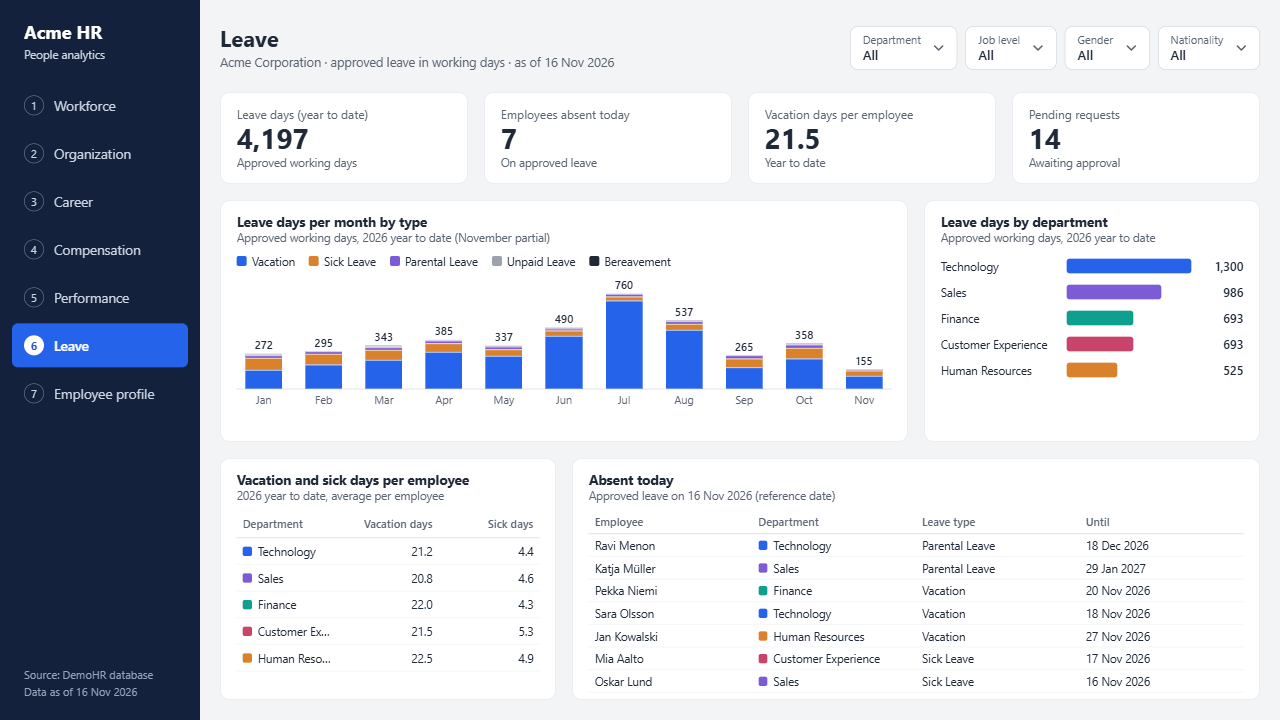 Acme HR
People analytics
1 Workforce
2 Organization
3 Career
4 Compensation
5 Performance
6 Leave
7 Employee profile
Source: DemoHR database
Data as of 16 Nov 2026
Leave
Acme Corporation · approved leave in working days · as of 16 Nov 2026
Department
All
Job level
All
Gender
All
Nationality
All
Leave days (year to date)
4,197
Approved working days
Employees absent today
7
On approved leave
Vacation days per employee
21.5
Year to date
Pending requests
14
Awaiting approval
Leave days per month by type
Approved working days, 2026 year to date (November partial)
Vacation Sick Leave Parental Leave Unpaid Leave Bereavement
272 295 343 385 337 490 760 537 265 358 155
Jan Feb Mar Apr May Jun Jul Aug Sep Oct Nov
Leave days by department
Approved working days, 2026 year to date
Technology 1,300
Sales 986
Finance 693
Customer Experience 693
Human Resources 525
Vacation and sick days per employee
2026 year to date, average per employee
Department Vacation days Sick days
Technology 21.2 4.4
Sales 20.8 4.6
Finance 22.0 4.3
Customer Ex... 21.5 5.3
Human Reso... 22.5 4.9
Absent today
Approved leave on 16 Nov 2026 (reference date)
Employee Department Leave type Until
Ravi Menon Technology Parental Leave 18 Dec 2026
Katja Müller Sales Parental Leave 29 Jan 2027
Pekka Niemi Finance Vacation 20 Nov 2026
Sara Olsson Technology Vacation 18 Nov 2026
Jan Kowalski Human Resources Vacation 27 Nov 2026
Mia Aalto Customer Experience Sick Leave 17 Nov 2026
Oskar Lund Sales Sick Leave 16 Nov 2026